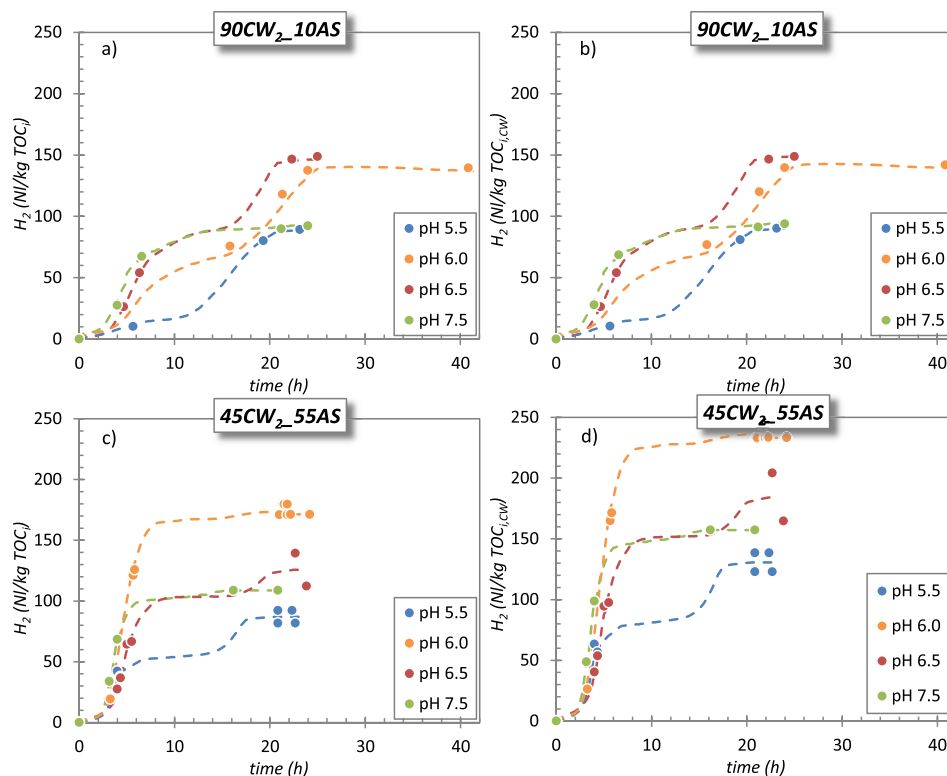 90CW2_10AS
a)
H2 (Nl/kg TOCi)
250
200
150
100
50
0
0 10 20 30 40
time (h)
pH 5.5
pH 6.0
pH 6.5
pH 7.5
90CW2_10AS
b)
H2 (Nl/kg TOCi,CW)
250
200
150
100
50
0
0 10 20 30 40
time (h)
pH 5.5
pH 6.0
pH 6.5
pH 7.5
45CW2_55AS
c)
H2 (Nl/kg TOCi)
250
200
150
100
50
0
0 10 20 30 40
time (h)
pH 5.5
pH 6.0
pH 6.5
pH 7.5
45CW2_55AS
d)
H2 (Nl/kg TOCi,CW)
250
200
150
100
50
0
0 10 20 30 40
time (h)
pH 5.5
pH 6.0
pH 6.5
pH 7.5